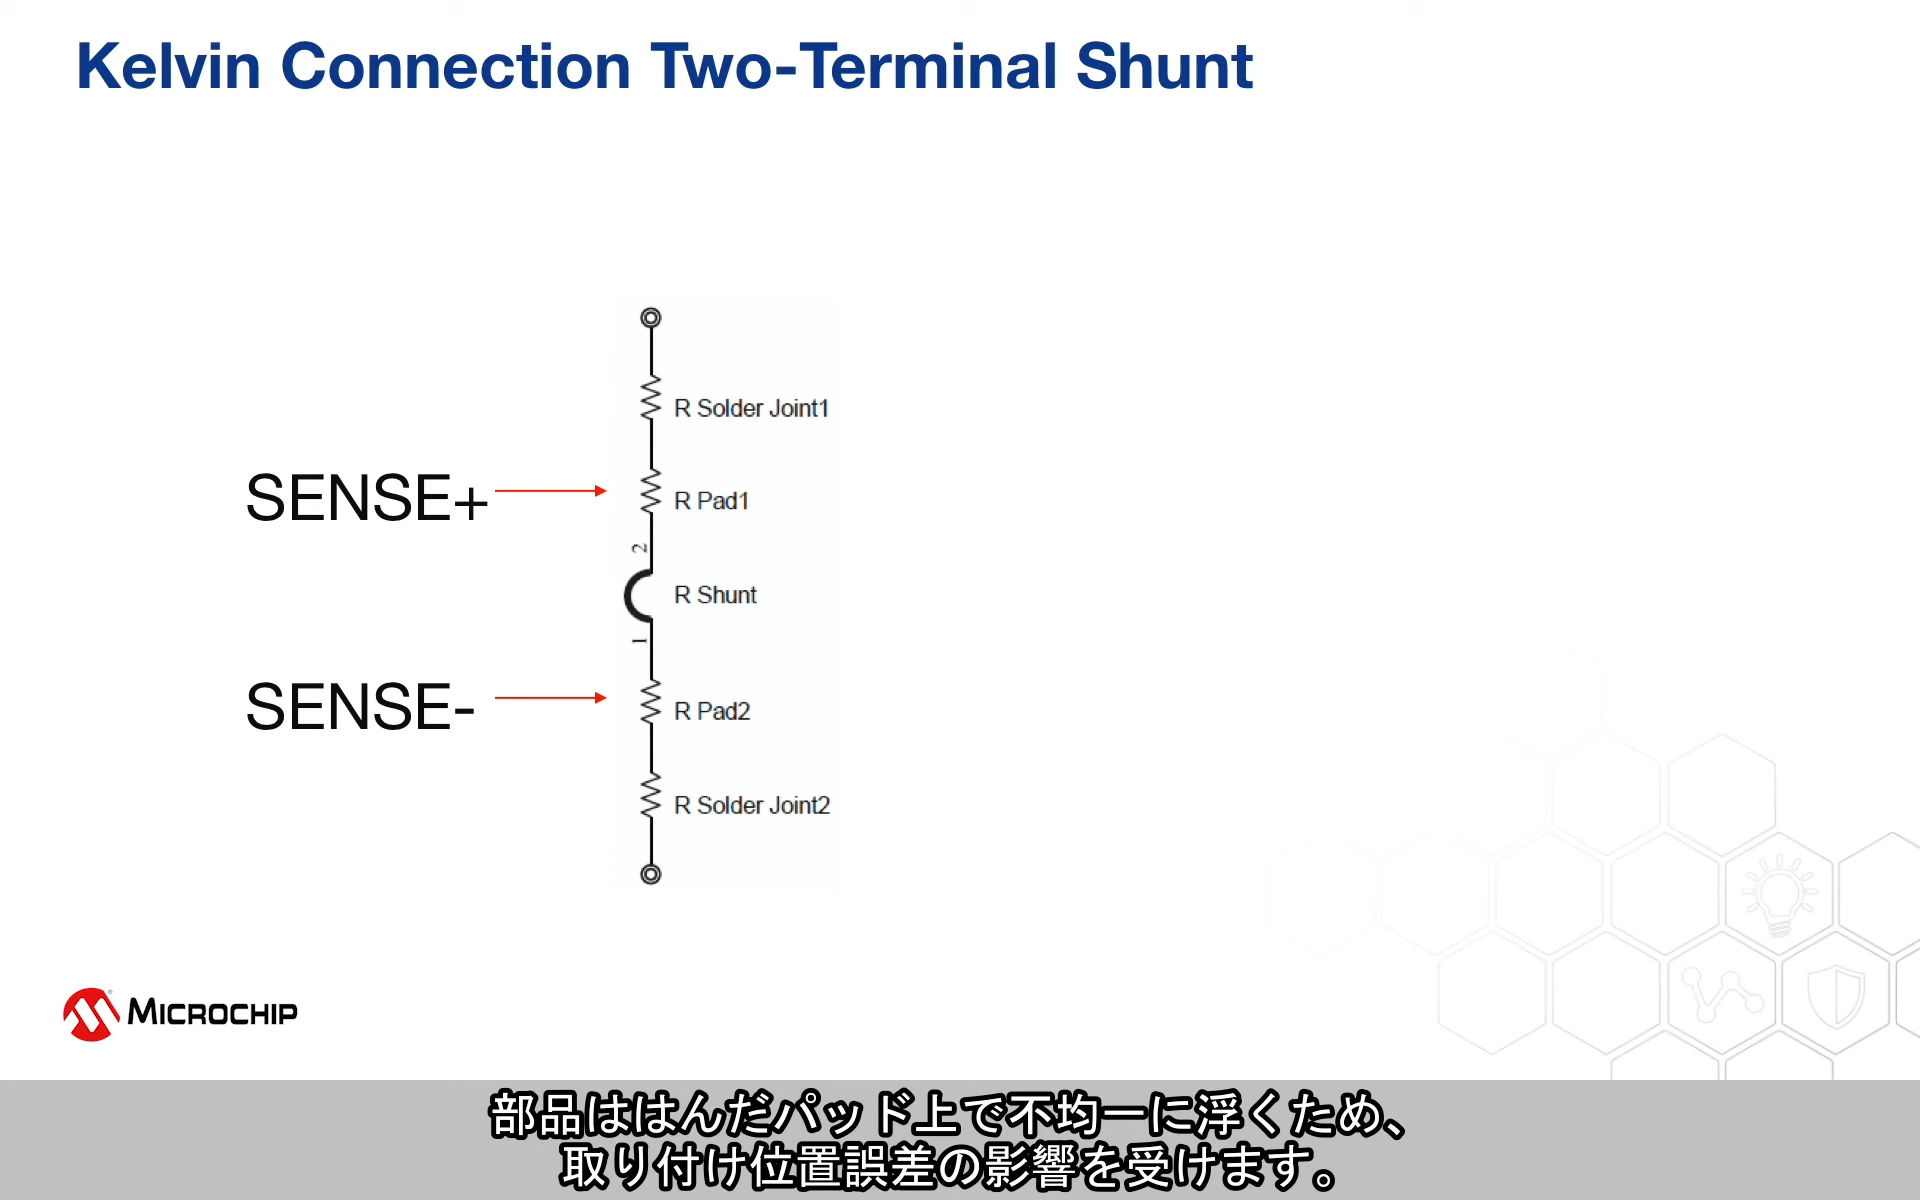 Kelvin Connection Two-Terminal Shunt
R Solder Joint1
SENSE+
R Pad1
2
R Shunt
1
SENSE-
R Pad2
R Solder Joint2
MICROCHIP
部品ははんだパッド上で不均一に浮くため、
取り付け位置誤差の影響を受けます。